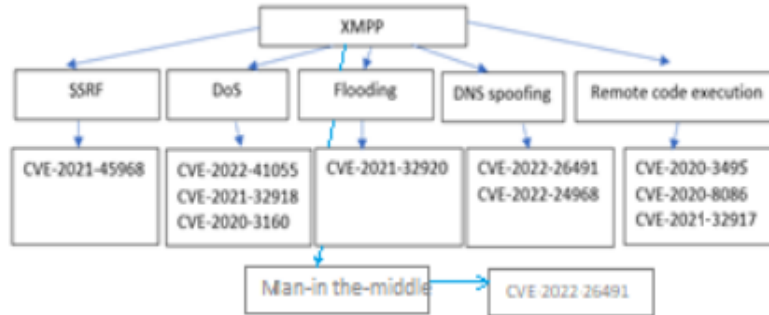 XMPP
SSRF
DoS
Flooding
DNS spoofing
Remote code execution
CVE-2021-45968
CVE-2022-41055
CVE-2021-32918
CVE-2020-3160
CVE-2021-32920
CVE-2022-26491
CVE-2022-24968
CVE-2020-3495
CVE-2020-8086
CVE-2021-32917
Man-in the-middle
CVE-2022-26491